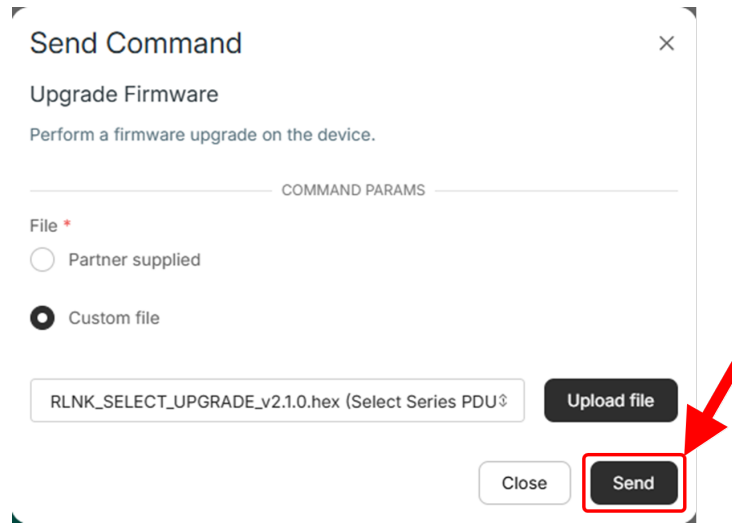 Send Command
Upgrade Firmware
Perform a firmware upgrade on the device.
COMMAND PARAMS
File *
Partner supplied
Custom file
RLNK_SELECT_UPGRADE_v2.1.0.hex (Select Series PDU
Upload file
Close
Send